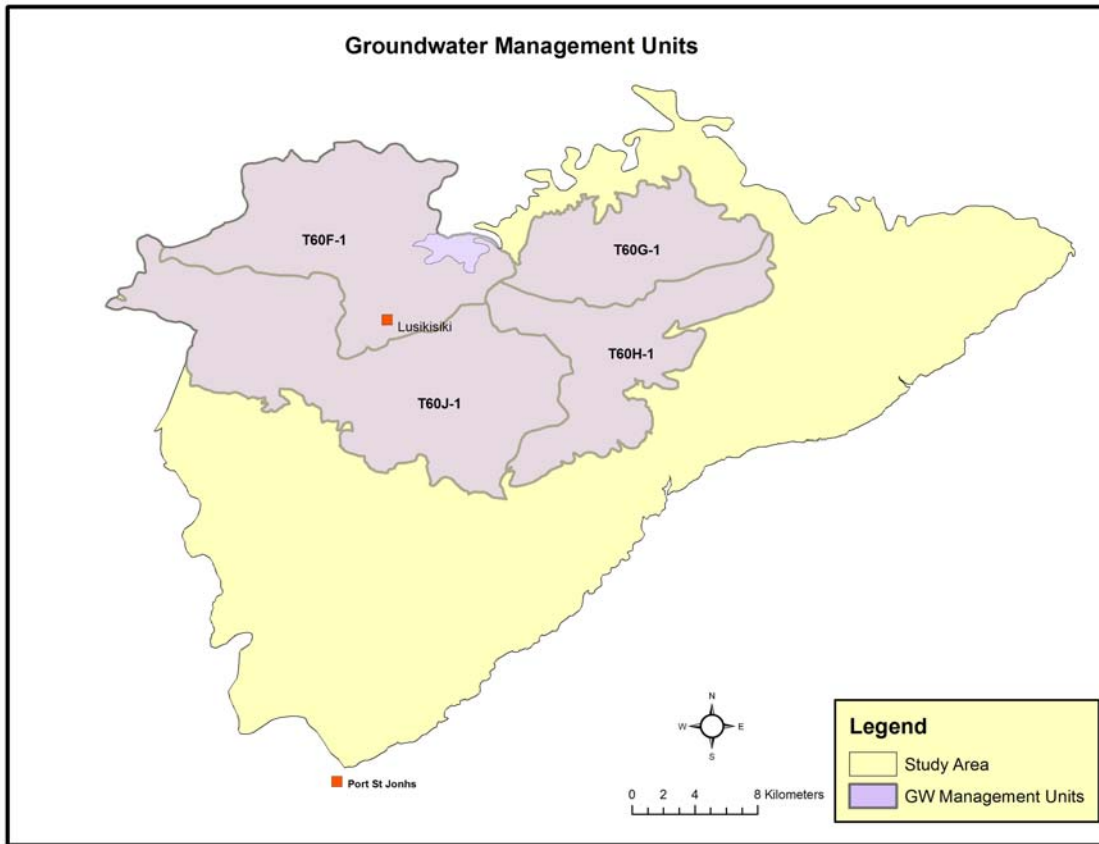 Groundwater Management Units
T60F-1
T60G-1
Lusikisiki
T60H-1
T60J-1
N
W E
S
Port St Jonhs
0 2 4 8 Kilometers
Legend
Study Area
GW Management Units